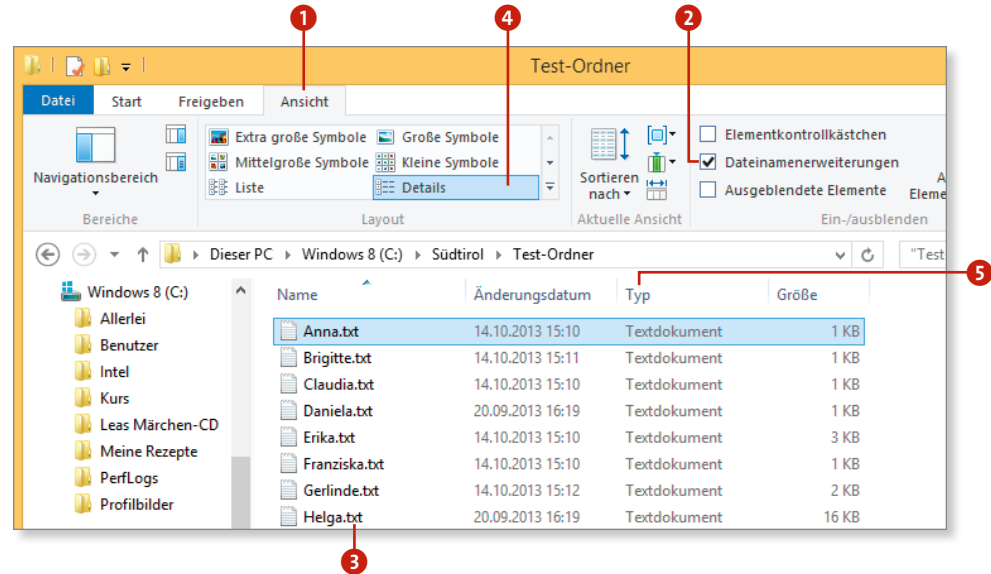 1 4 2
Test-Ordner
Datei Start Freigeben Ansicht
Extra große Symbole Große Symbole
Mittelgroße Symbole Kleine Symbole
Liste Details
Navigationsbereich
Sortieren
nach
Elementkontrollkästchen
Dateinamenerweiterungen
Ausgeblendete Elemente
A
Eleme
Bereiche Layout Aktuelle Ansicht Ein-/ausblenden
Dieser PC Windows 8 (C:) Südtirol Test-Ordner "Test
5
Windows 8 (C:)
Allerlei
Benutzer
Intel
Kurs
Leas Märchen-CD
Meine Rezepte
PerfLogs
Profilbilder
Name Änderungsdatum Typ Größe
Anna.txt 14.10.2013 15:10 Textdokument 1 KB
Brigitte.txt 14.10.2013 15:11 Textdokument 1 KB
Claudia.txt 14.10.2013 15:10 Textdokument 1 KB
Daniela.txt 20.09.2013 16:19 Textdokument 1 KB
Erika.txt 14.10.2013 15:10 Textdokument 3 KB
Franziska.txt 14.10.2013 15:10 Textdokument 1 KB
Gerlinde.txt 14.10.2013 15:12 Textdokument 2 KB
Helga.txt 20.09.2013 16:19 Textdokument 16 KB
3